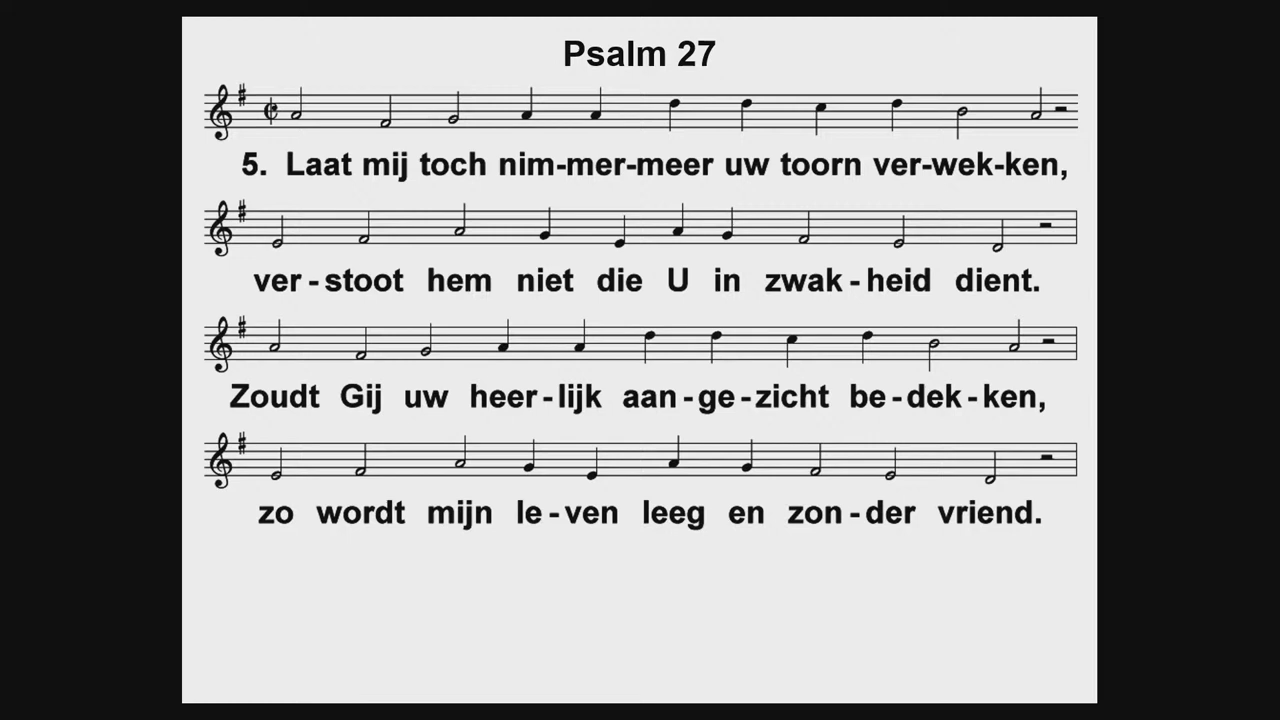 Psalm 27
5. Laat mij toch nim-mer-meer uw toorn ver-wek-ken,
ver-stoot hem niet die U in zwak-heid dient.
Zoudt Gij uw heer-lijk aan-ge-zicht be-dek-ken,
zo wordt mijn le-ven leeg en zon-der vriend.